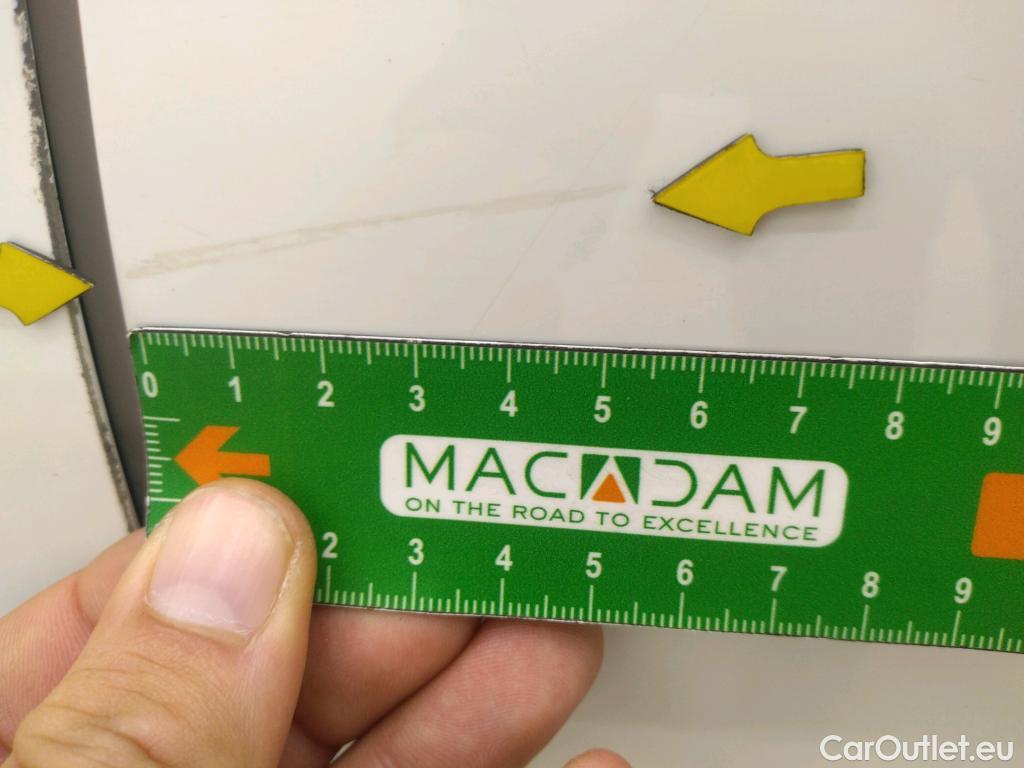 0 1 2 3 4 5 6 7 8 9
MACADAM
ON THE ROAD TO EXCELLENCE
2 3 4 5 6 7 8 9
CarOutlet.eu